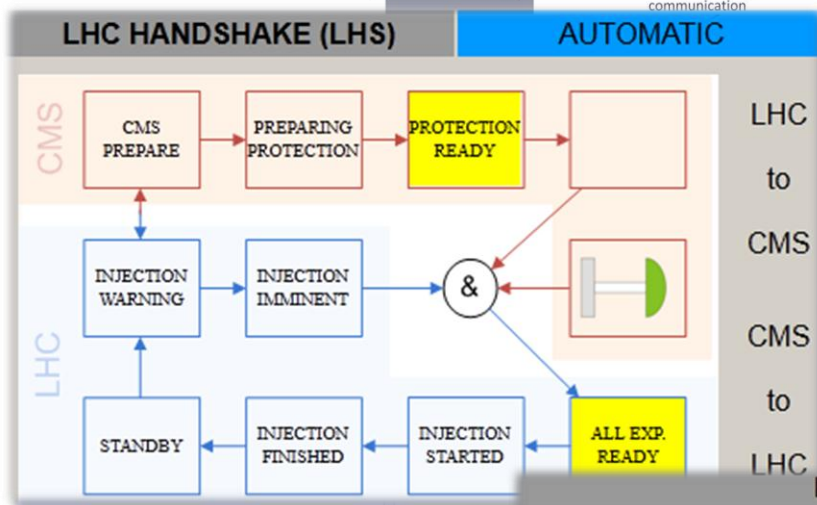 communication
LHC HANDSHAKE (LHS)
AUTOMATIC
CMS
CMS
PREPARE
PREPARING
PROTECTION
PROTECTION
READY
LHC
to
CMS
INJECTION
WARNING
INJECTION
IMMINENT
&
LHC
STANDBY
INJECTION
FINISHED
INJECTION
STARTED
ALL EXP.
READY
CMS
to
LHC